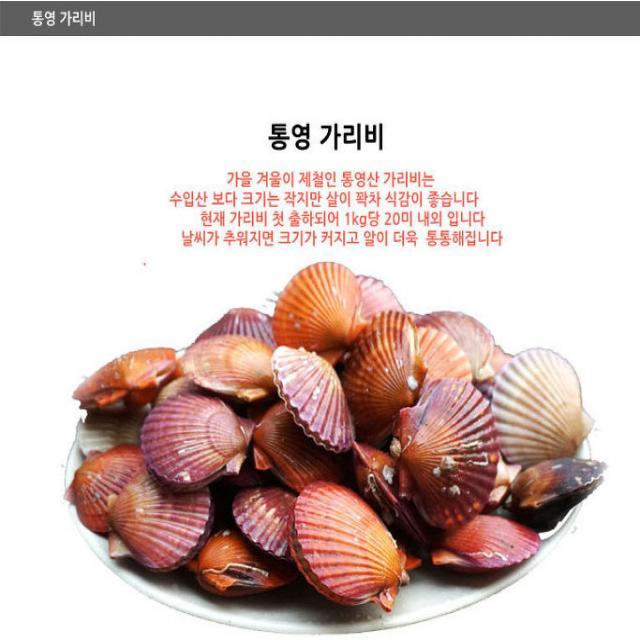 통영 가리비
통영 가리비
가을 겨울이 제철인 통영산 가리비는
수입산 보다 크기는 작지만 살이 꽉차 식감이 좋습니다
현재 가리비 첫 출하되어 1kg당 20미 내외 입니다
날씨가 추워지면 크기가 커지고 알이 더욱 통통해집니다